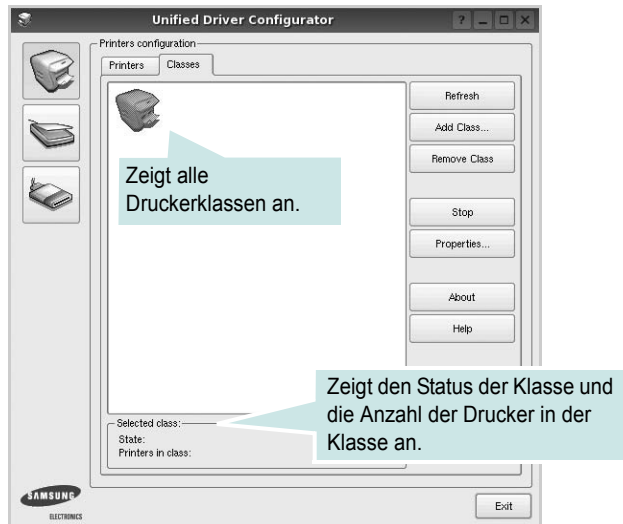 Unified Driver Configurator
Printers configuration
Printers Classes
Refresh
Add Class...
Remove Class
Zeigt alle
Druckerklassen an.
Stop
Properties...
About
Help
Zeigt den Status der Klasse und
die Anzahl der Drucker in der
Klasse an.
Selected class:
State:
Printers in class:
SAMSUNG
ELECTRONICS
Exit